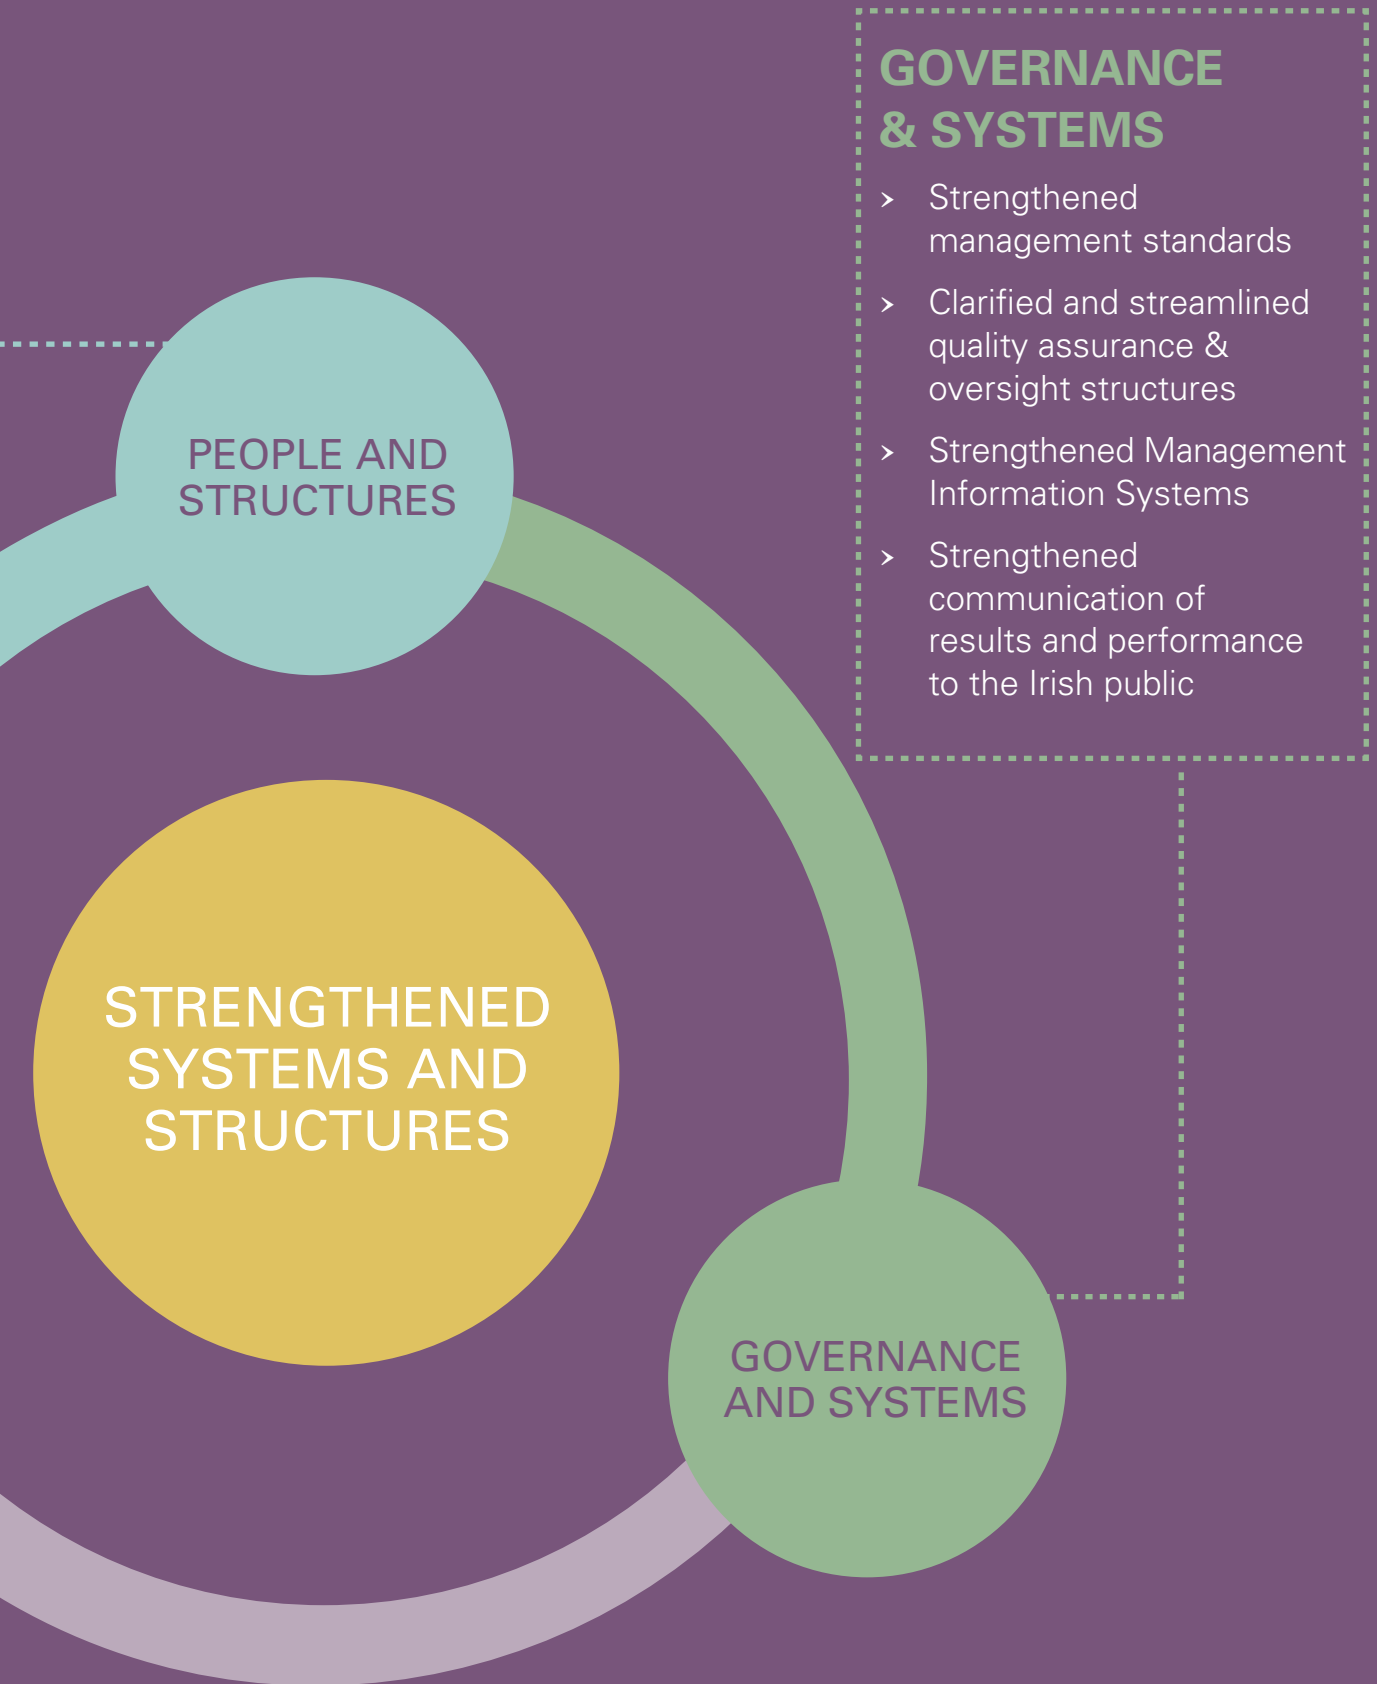 GOVERNANCE
& SYSTEMS
› Strengthened
management standards
› Clarified and streamlined
quality assurance &
oversight structures
› Strengthened Management
Information Systems
› Strengthened
communication of
results and performance
to the Irish public
PEOPLE AND
STRUCTURES
STRENGTHENED
SYSTEMS AND
STRUCTURES
GOVERNANCE
AND SYSTEMS